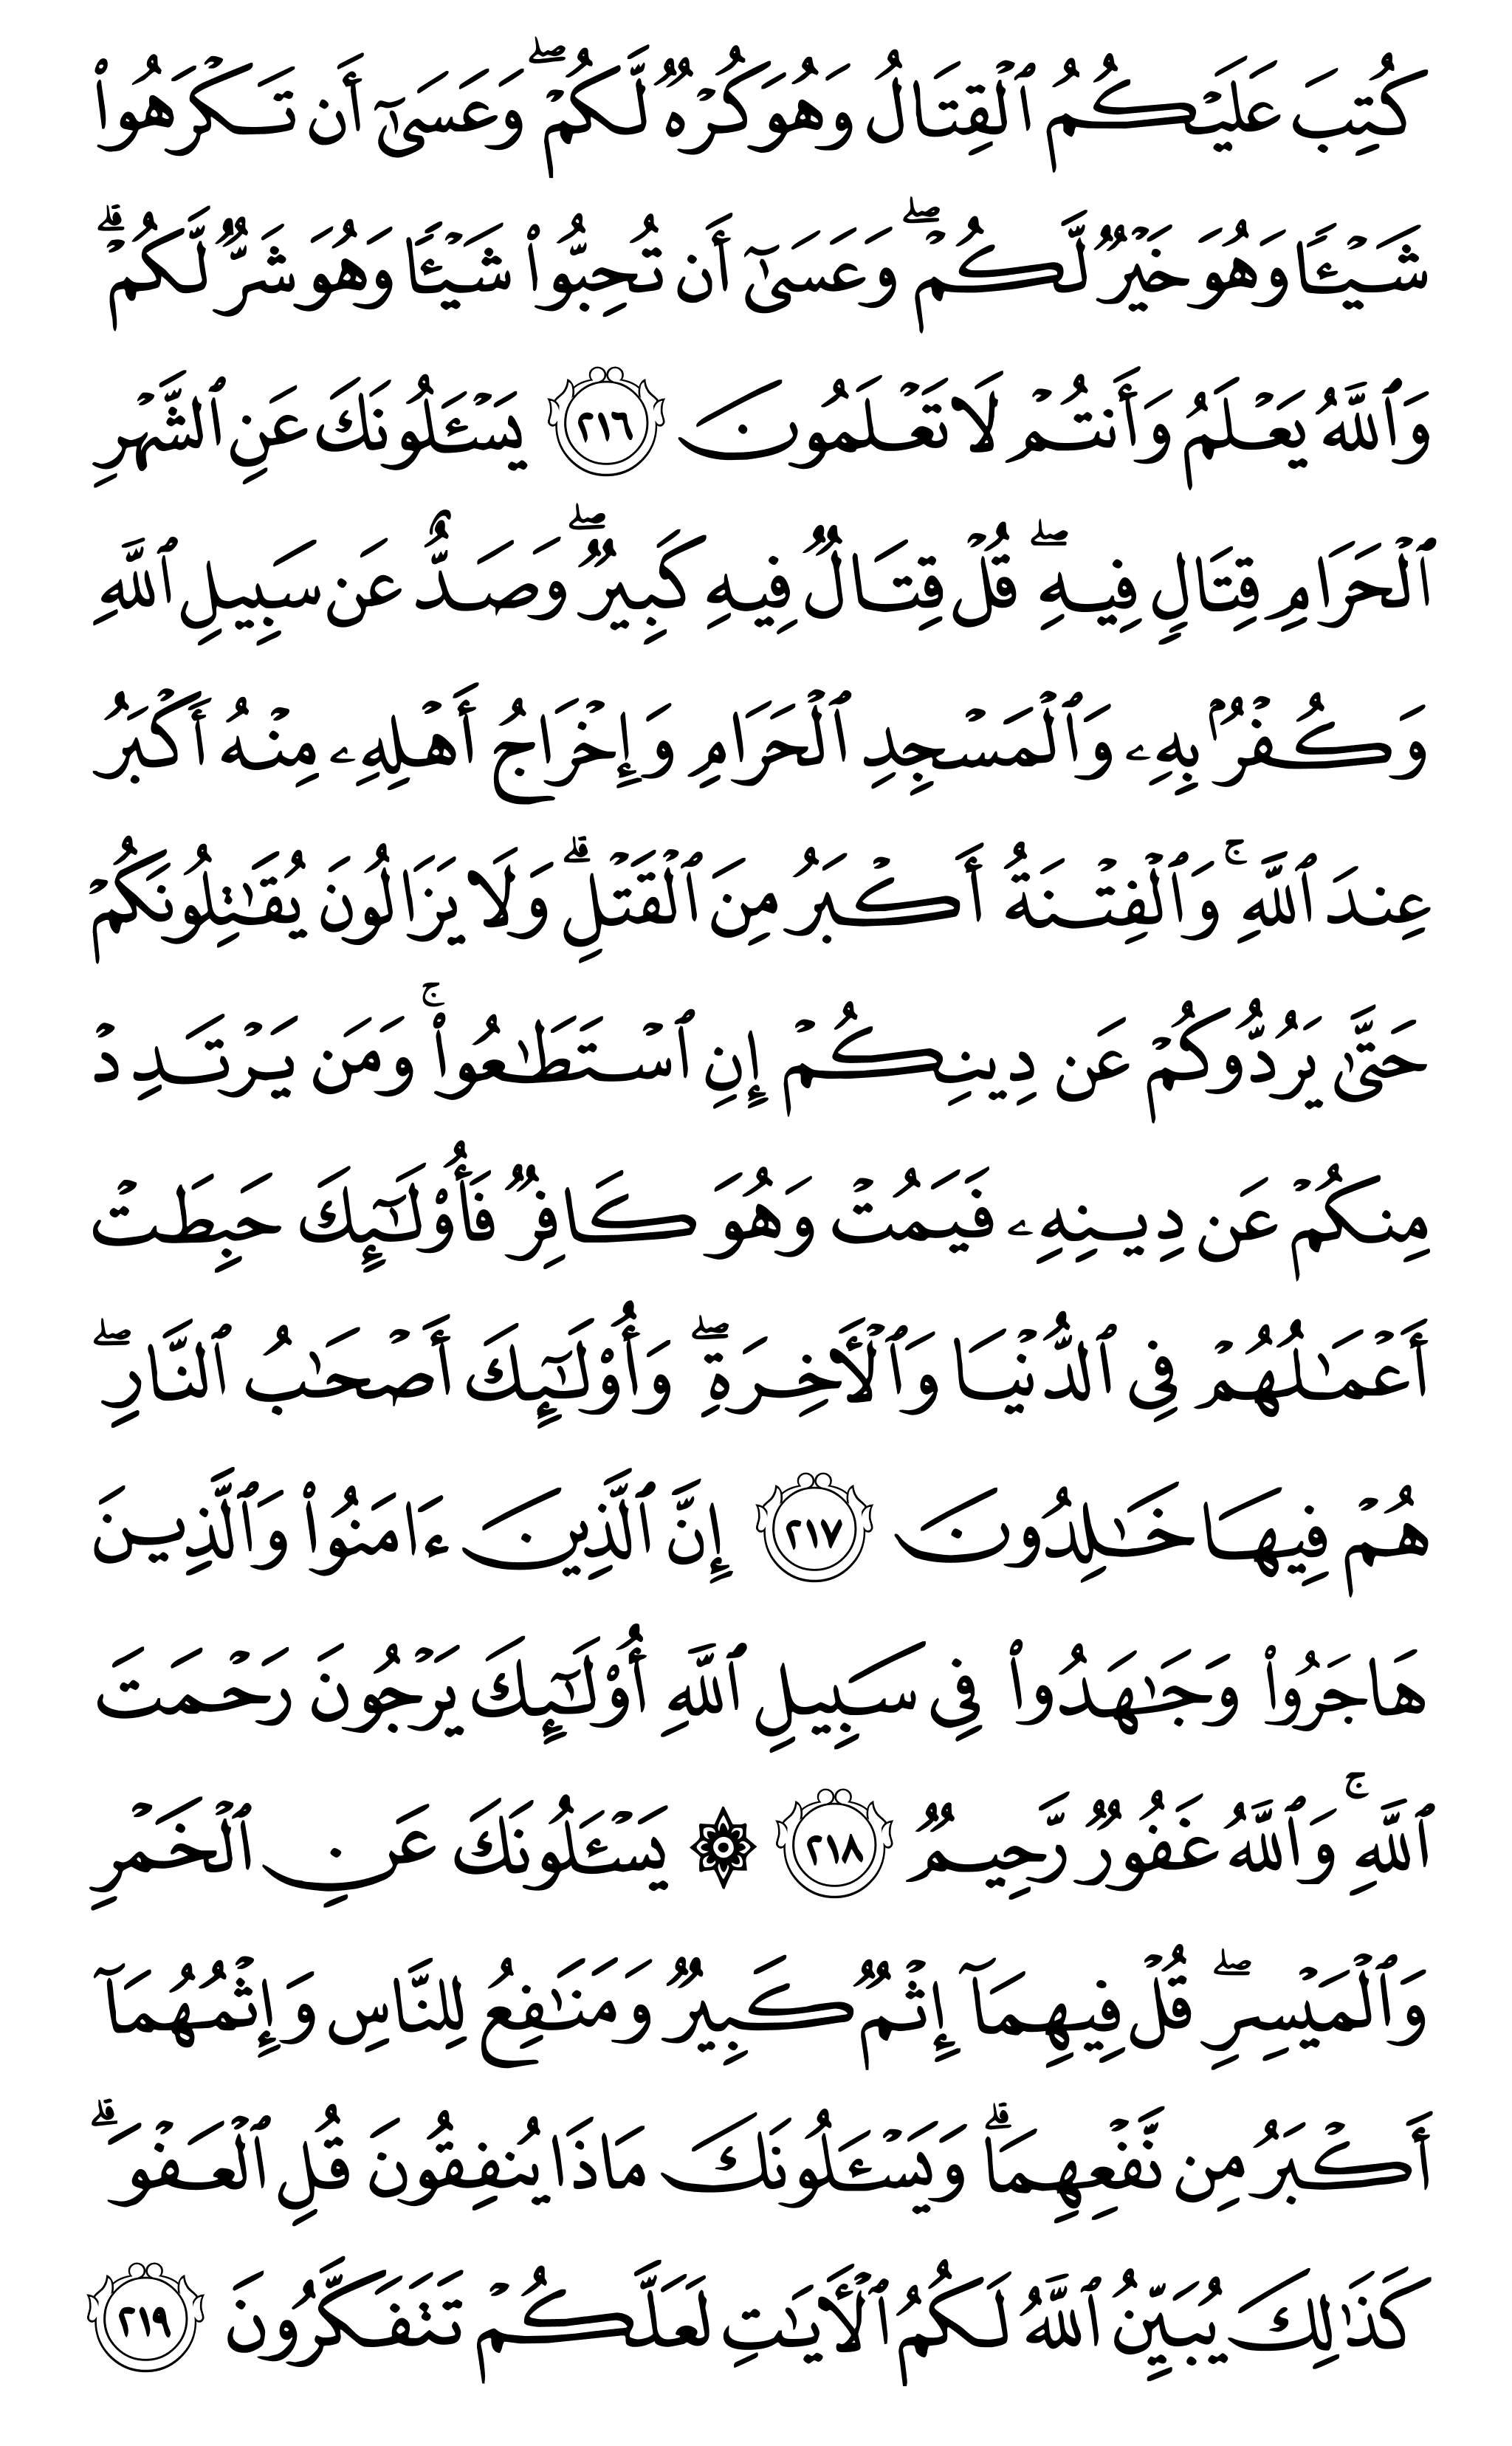 كُتِبَ عَلَيْكُمُ ٱلْقِتَالُ وَهُوَ كُرْهٌ لَّكُمْ ۖ وَعَسَىٰٓ أَن تَكْرَهُوا۟
شَيْـًٔا وَهُوَ خَيْرٌ لَّكُمْ ۖ وَعَسَىٰٓ أَن تُحِبُّوا۟ شَيْـًٔا وَهُوَ شَرٌّ لَّكُمْ ۗ
وَٱللَّهُ يَعْلَمُ وَأَنتُمْ لَا تَعْلَمُونَ ٢١٦ يَسْـَٔلُونَكَ عَنِ ٱلشَّهْرِ
ٱلْحَرَامِ قِتَالٍ فِيهِ ۖ قُلْ قِتَالٌ فِيهِ كَبِيرٌ ۖ وَصَدٌّ عَن سَبِيلِ ٱللَّهِ
وَكُفْرٌۢ بِهِۦ وَٱلْمَسْجِدِ ٱلْحَرَامِ وَإِخْرَاجُ أَهْلِهِۦ مِنْهُ أَكْبَرُ
عِندَ ٱللَّهِ ۚ وَٱلْفِتْنَةُ أَكْبَرُ مِنَ ٱلْقَتْلِ ۗ وَلَا يَزَالُونَ يُقَـٰتِلُونَكُمْ
حَتَّىٰ يَرُدُّوكُمْ عَن دِينِكُمْ إِنِ ٱسْتَطَـٰعُوا۟ ۚ وَمَن يَرْتَدِدْ
مِنكُمْ عَن دِينِهِۦ فَيَمُتْ وَهُوَ كَافِرٌ فَأُو۟لَـٰٓئِكَ حَبِطَتْ
أَعْمَـٰلُهُمْ فِى ٱلدُّنْيَا وَٱلْـَٔاخِرَةِ ۖ وَأُو۟لَـٰٓئِكَ أَصْحَـٰبُ ٱلنَّارِ ۖ
هُمْ فِيهَا خَـٰلِدُونَ ٢١٧ إِنَّ ٱلَّذِينَ ءَامَنُوا۟ وَٱلَّذِينَ
هَاجَرُوا۟ وَجَـٰهَدُوا۟ فِى سَبِيلِ ٱللَّهِ أُو۟لَـٰٓئِكَ يَرْجُونَ رَحْمَتَ
ٱللَّهِ ۚ وَٱللَّهُ غَفُورٌ رَّحِيمٌ ٢١٨ ۞ يَسْـَٔلُونَكَ عَنِ ٱلْخَمْرِ
وَٱلْمَيْسِرِ ۖ قُلْ فِيهِمَآ إِثْمٌ كَبِيرٌ وَمَنَـٰفِعُ لِلنَّاسِ وَإِثْمُهُمَآ
أَكْبَرُ مِن نَّفْعِهِمَا ۗ وَيَسْـَٔلُونَكَ مَاذَا يُنفِقُونَ قُلِ ٱلْعَفْوَ ۗ
كَذَٰلِكَ يُبَيِّنُ ٱللَّهُ لَكُمُ ٱلْـَٔايَـٰتِ لَعَلَّكُمْ تَتَفَكَّرُونَ ٢١٩